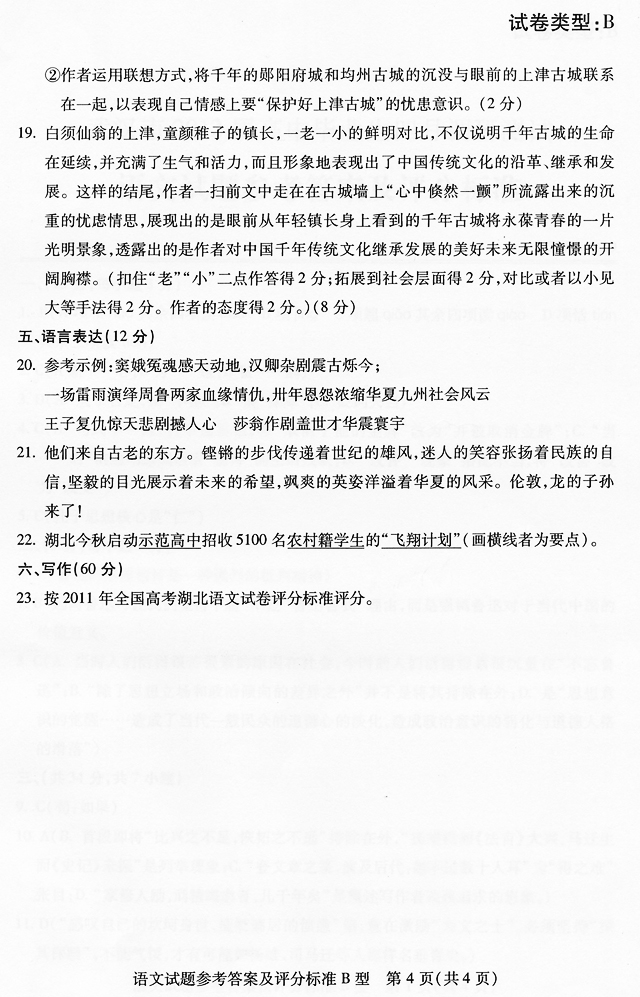 试卷类型:B
②作者运用联想方式,将千年的郧阳府城和均州古城的沉没与眼前的上津古城联系
在一起,以表现自己情感上要“保护好上津古城”的忧患意识。(2 分)
19. 白须仙翁的上津,童颜稚子的镇长,一老一小的鲜明对比,不仅说明千年古城的生命
在延续,并充满了生气和活力,而且形象地表现出了中国传统文化的沿革、继承和发
展。这样的结尾,作者一扫前文中走在在古城墙上“心中倏然一颤”所流露出来的沉
重的忧虑情思,展现出的是眼前从年轻镇长身上看到的千年古城将永葆青春的一片
光明景象,透露出的是作者对中国千年传统文化继承发展的美好未来无限憧憬的开
阔胸襟。(扣住“老”“小”二点作答得 2 分;拓展到社会层面得 2 分,对比或者以小见
大等手法得 2 分。作者的态度得 2 分。)(8 分)
五、语言表达(12 分)
20. 参考示例:窦娥冤魂感天动地,汉卿杂剧震古烁今;
一场雷雨演绎周鲁两家血缘情仇,卅年恩怨浓缩华夏九州社会风云
王子复仇惊天悲剧撼人心　莎翁作剧盖世才华震寰宇
21. 他们来自古老的东方。铿锵的步伐传递着世纪的雄风,迷人的笑容张扬着民族的自
信,坚毅的目光展示着未来的希望,飒爽的英姿洋溢着华夏的风采。伦敦,龙的子孙
来了!
22. 湖北今秋启动示范高中招收 5100 名农村籍学生的“飞翔计划”(画横线者为要点)。
六、写作(60 分)
23. 按 2011 年全国高考湖北语文试卷评分标准评分。
语文试题参考答案及评分标准 B 型　第 4 页(共 4 页)